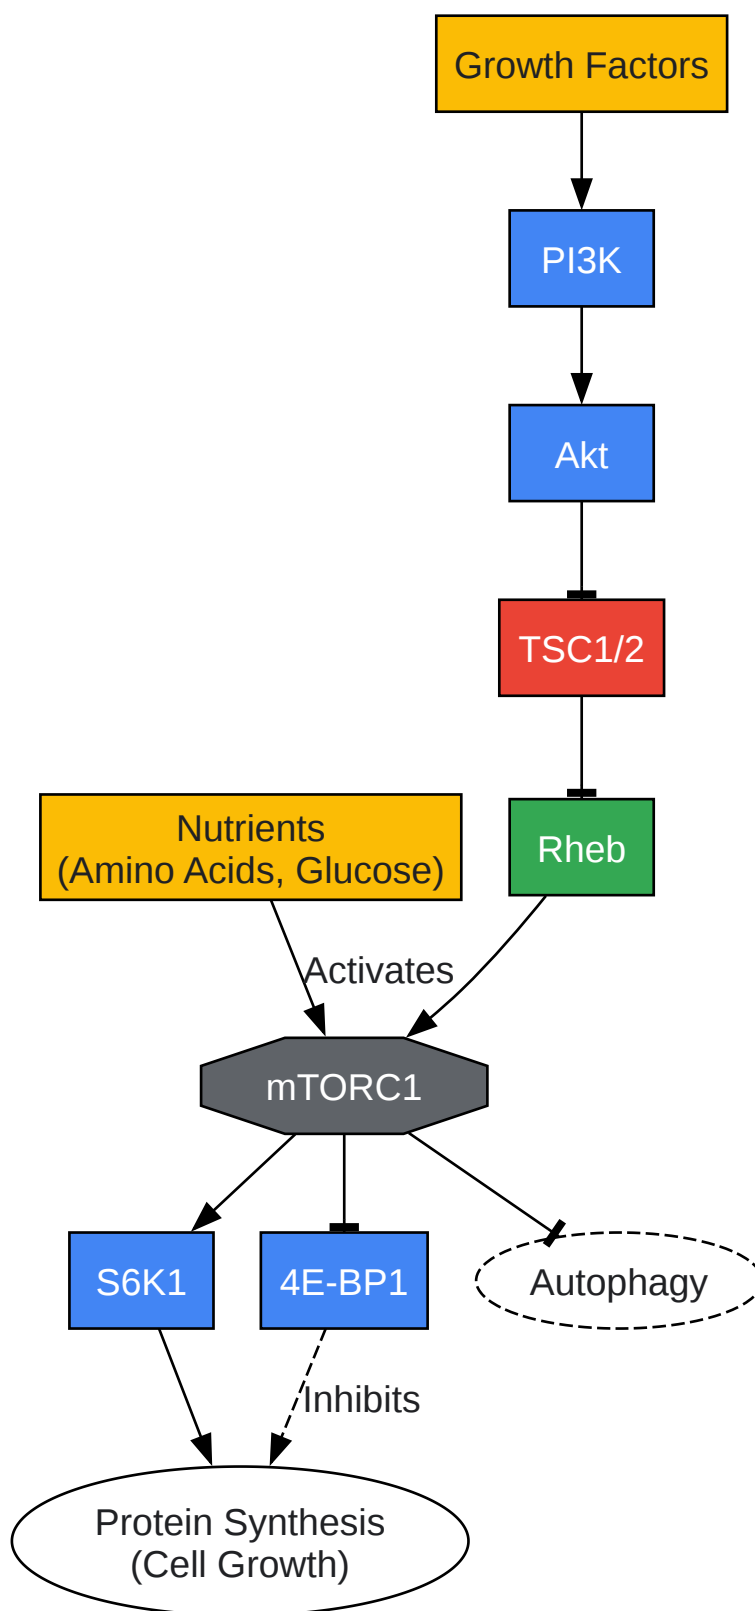 Growth Factors
PI3K
Akt
TSC1/2
Nutrients
(Amino Acids, Glucose)
Rheb
Activates
mTORC1
S6K1
4E-BP1
Autophagy
Inhibits
Protein Synthesis
(Cell Growth)